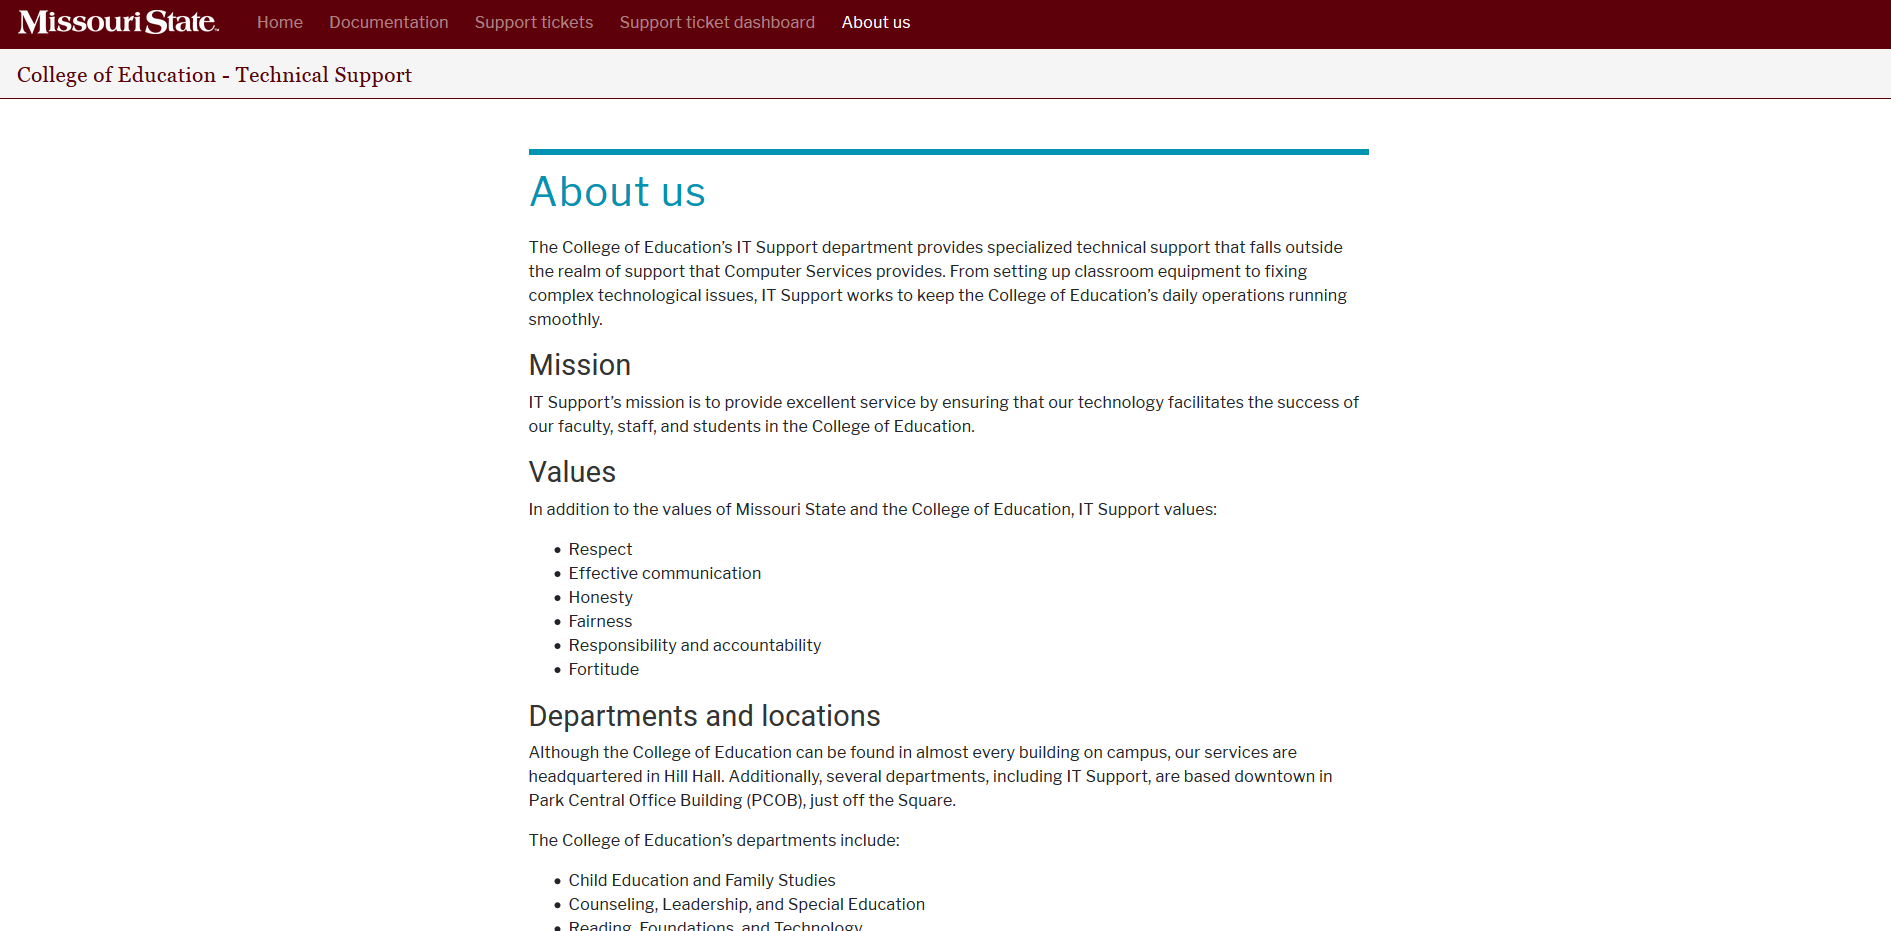 Missouri State™ Home Documentation Support tickets Support ticket dashboard About us
College of Education - Technical Support
About us
The College of Education’s IT Support department provides specialized technical support that falls outside
the realm of support that Computer Services provides. From setting up classroom equipment to fixing
complex technological issues, IT Support works to keep the College of Education’s daily operations running
smoothly.
Mission
IT Support’s mission is to provide excellent service by ensuring that our technology facilitates the success of
our faculty, staff, and students in the College of Education.
Values
In addition to the values of Missouri State and the College of Education, IT Support values:
• Respect
• Effective communication
• Honesty
• Fairness
• Responsibility and accountability
• Fortitude
Departments and locations
Although the College of Education can be found in almost every building on campus, our services are
headquartered in Hill Hall. Additionally, several departments, including IT Support, are based downtown in
Park Central Office Building (PCOB), just off the Square.
The College of Education’s departments include:
• Child Education and Family Studies
• Counseling, Leadership, and Special Education
• Reading, Foundations, and Technology